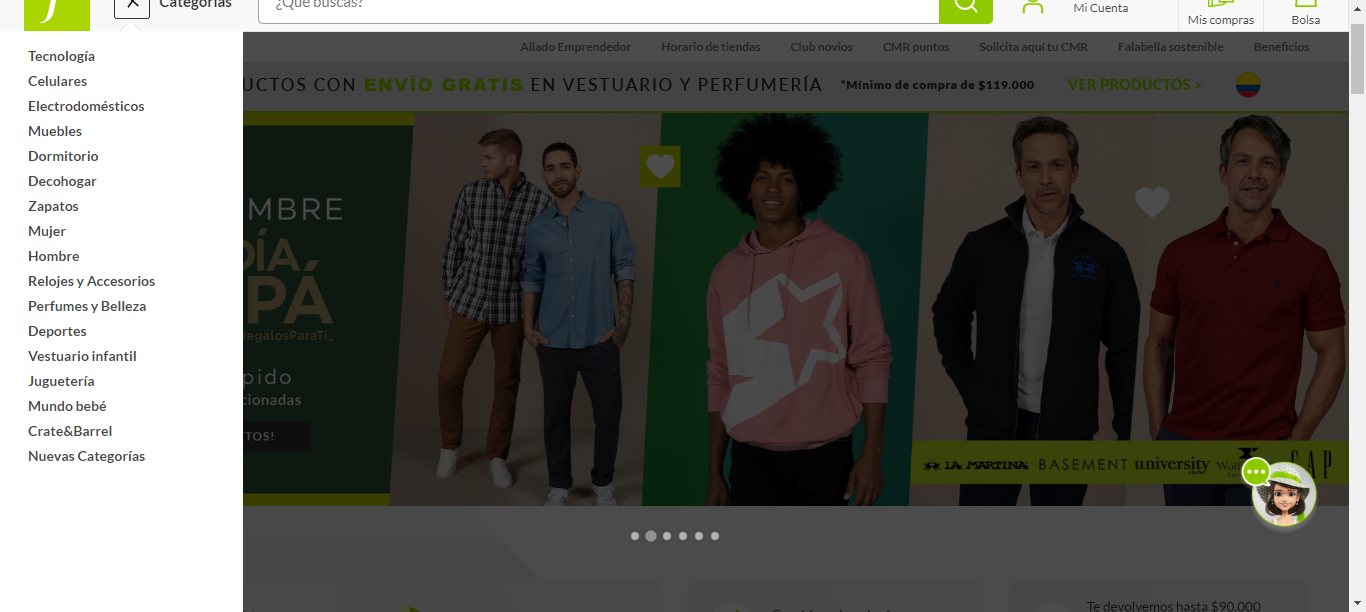 Categorías
¿Qué buscas?
Mi Cuenta
Mis compras
Bolsa
Tecnología
Celulares
Electrodomésticos
Muebles
Dormitorio
Decohogar
Zapatos
Mujer
Hombre
Relojes y Accesorios
Perfumes y Belleza
Deportes
Vestuario infantil
Juguetería
Mundo bebé
Crate&Barrel
Nuevas Categorías
Aliado Emprendedor
Horario de tiendas
Club novios
CMR puntos
Solicita aquí tu CMR
Falabella sostenible
Beneficios
UCTOS CON ENVÍO GRATIS EN VESTUARIO Y PERFUMERÍA *Mínimo de compra de $119.000 VER PRODUCTOS >
MBRE
DÍA
PÁ
RegalosParaTi_
pido
cionadas
TOS!
LA MARTINA BASEMENT university club GAP
Te devolvemos hasta $90.000